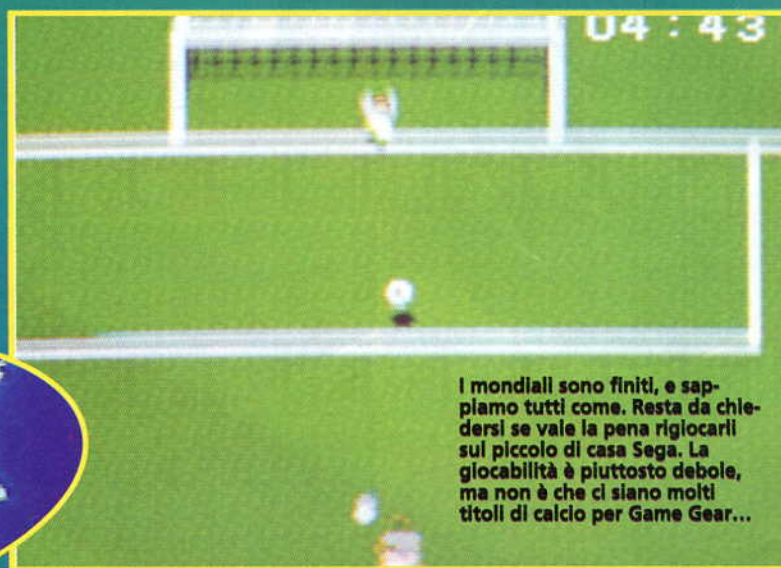 04 : 43
I mondiali sono finiti, e sap-
piamo tutti come. Resta da chie-
dersi se vale la pena rigiocarli
sul piccolo di casa Sega. La
giocabilità è piuttosto debole,
ma non è che ci siano molti
titoli di calcio per Game Gear...